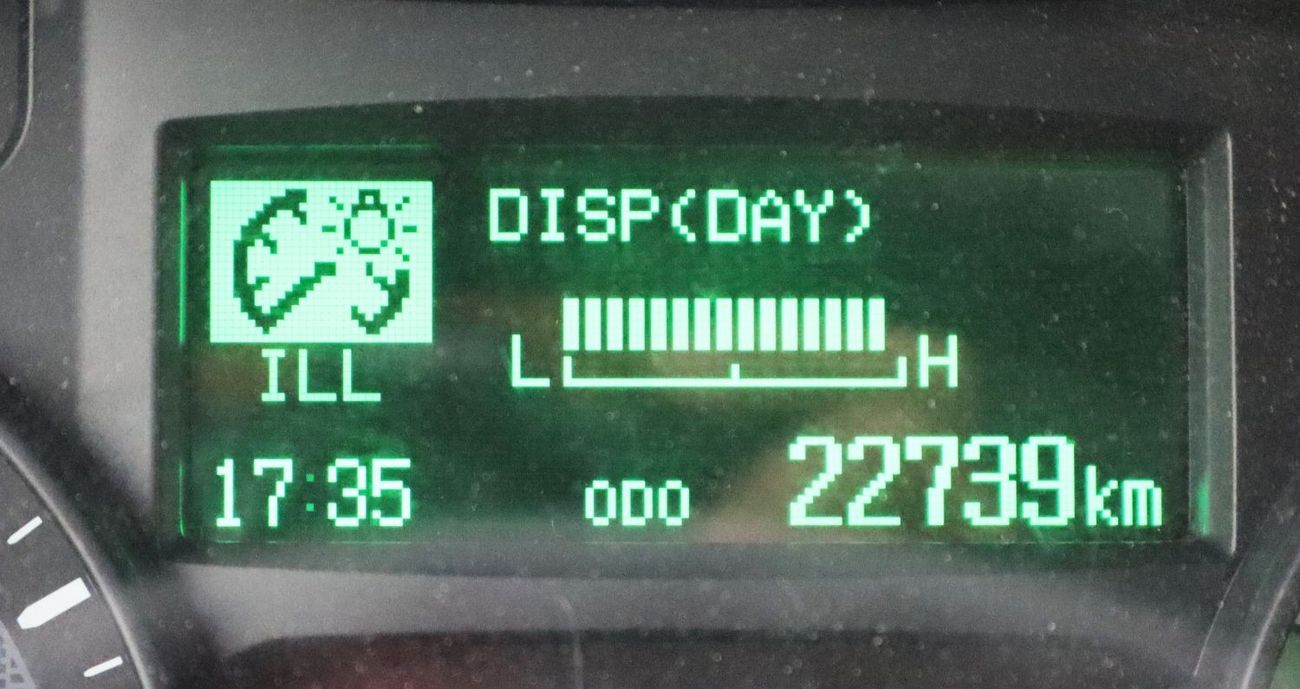 DISP(DAY)
L H
ILL
17:35 ODO 22739km